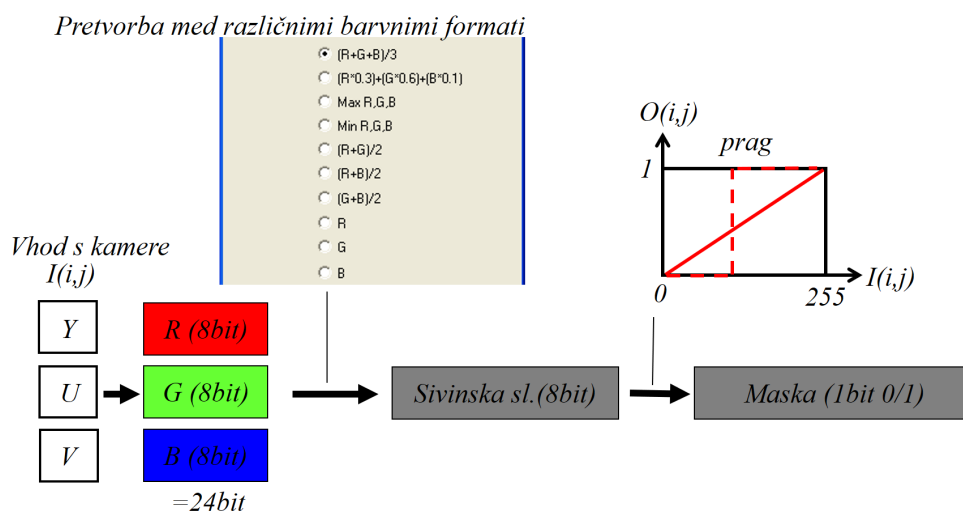 Pretvorba med različnimi barvnimi formati
(R+G+B)/3
(R*0.3)+(G*0.6)+(B*0.1)
Max R,G,B
Min R,G,B
(R+G)/2
(R+B)/2
(G+B)/2
R
G
B
O(i,j)
prag
1
0
255
I(i,j)
Vhod s kamere
I(i,j)
Y
R (8bit)
U
G (8bit)
Sivinska sl.(8bit)
Maska (1bit 0/1)
V
B (8bit)
=24bit